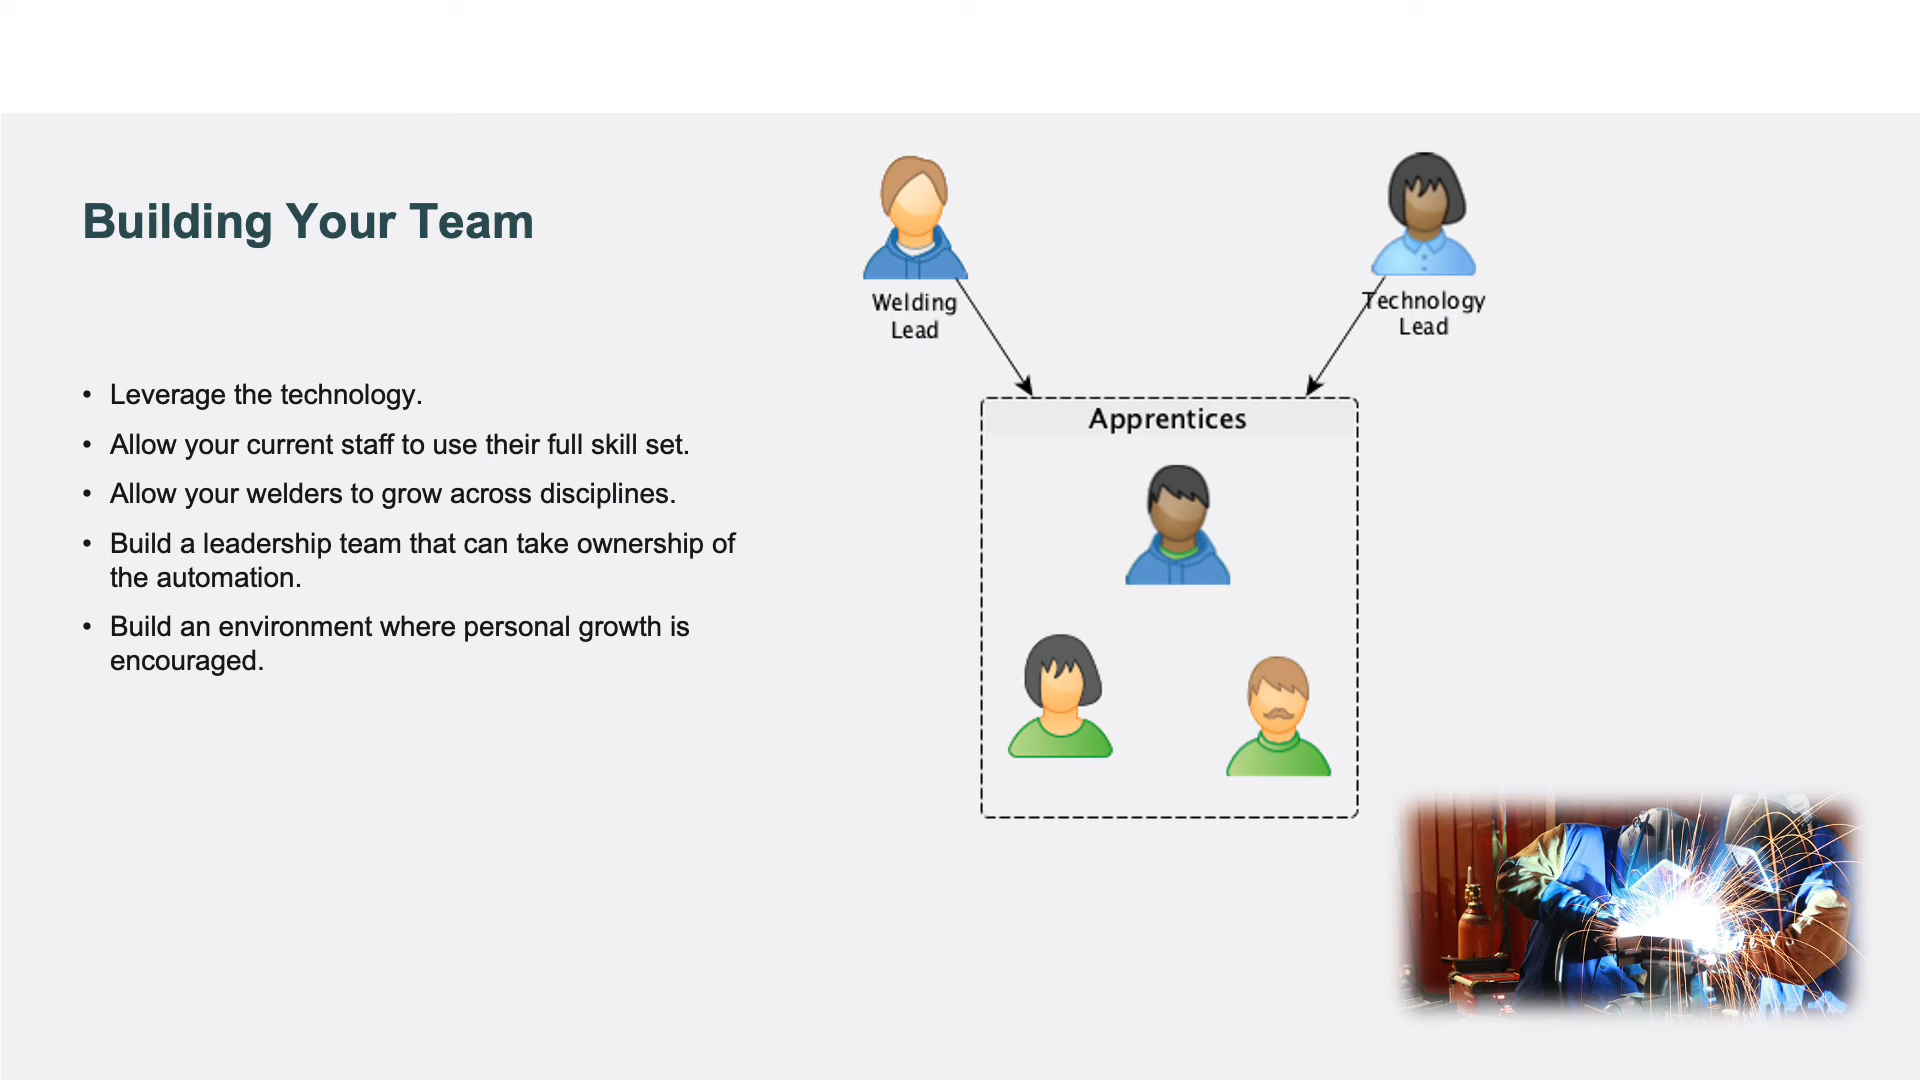 Building Your Team
• Leverage the technology.
• Allow your current staff to use their full skill set.
• Allow your welders to grow across disciplines.
• Build a leadership team that can take ownership of
the automation.
• Build an environment where personal growth is
encouraged.
Welding
Lead
Technology
Lead
Apprentices